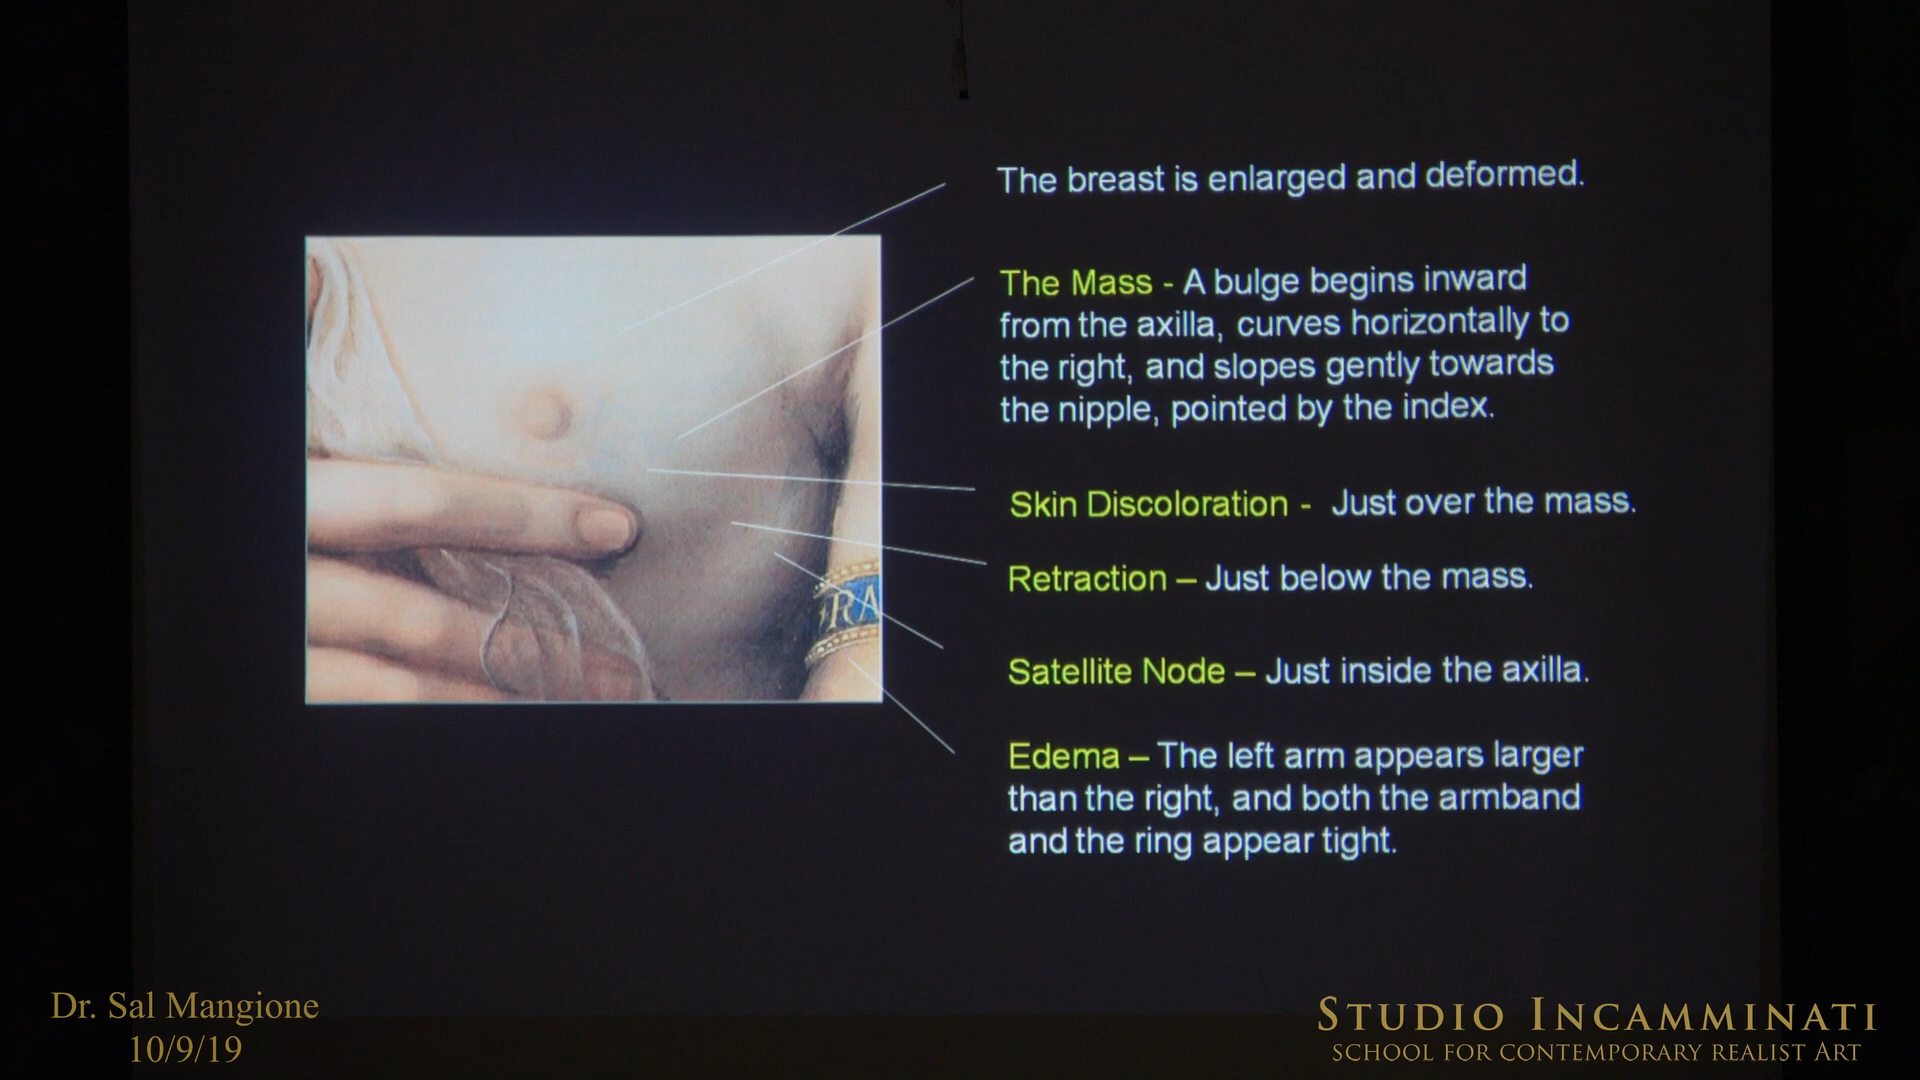 The breast is enlarged and deformed.
The Mass - A bulge begins inward
from the axilla, curves horizontally to
the right, and slopes gently towards
the nipple, pointed by the index.
Skin Discoloration - Just over the mass.
Retraction – Just below the mass.
RA
Satellite Node – Just inside the axilla.
Edema – The left arm appears larger
than the right, and both the armband
and the ring appear tight.
Dr. Sal Mangione
10/9/19
STUDIO INCAMMINATI
SCHOOL FOR CONTEMPORARY REALIST ART